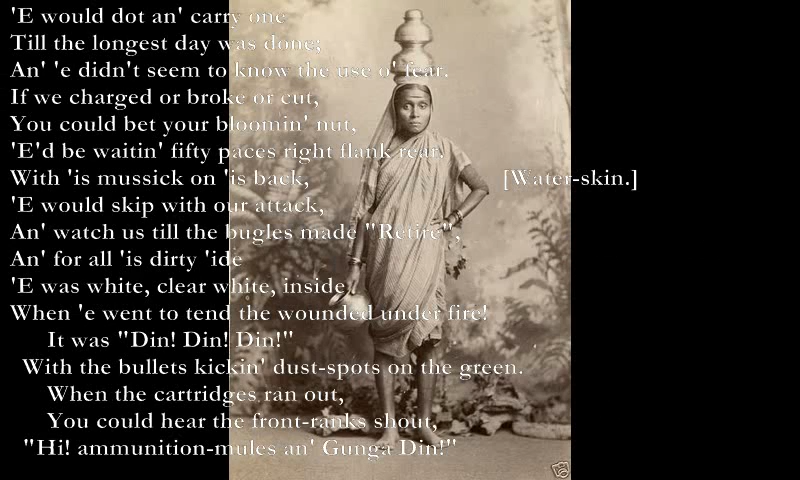 'E would dot an' carry one
Till the longest day was done;
An' 'e didn't seem to know the use o' fear.
If we charged or broke or cut,
You could bet your bloomin' nut,
'E'd be waitin' fifty paces right flank rear.
With 'is mussick on 'is back, [Water-skin.]
'E would skip with our attack,
An' watch us till the bugles made "Retire",
An' for all 'is dirty 'ide
'E was white, clear white, inside
When 'e went to tend the wounded under fire!
It was "Din! Din! Din!"
With the bullets kickin' dust-spots on the green.
When the cartridges ran out,
You could hear the front-ranks shout,
"Hi! ammunition-mules an' Gunga Din!"